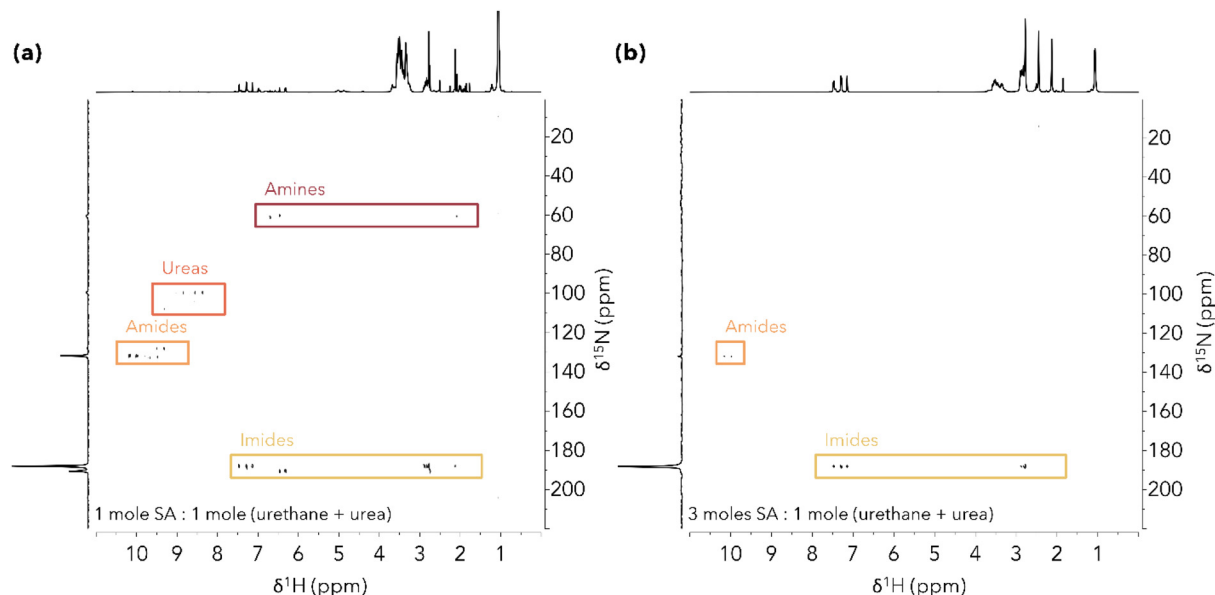 (a)
20
40
60
80
100
120
140
160
180
200
δ¹⁵N (ppm)
Amines
Ureas
Amides
Imides
1 mole SA : 1 mole (urethane + urea)
10 9 8 7 6 5 4 3 2 1
δ¹H (ppm)
(b)
20
40
60
80
100
120
140
160
180
200
δ¹⁵N (ppm)
Amides
Imides
3 moles SA : 1 mole (urethane + urea)
10 9 8 7 6 5 4 3 2 1
δ¹H (ppm)